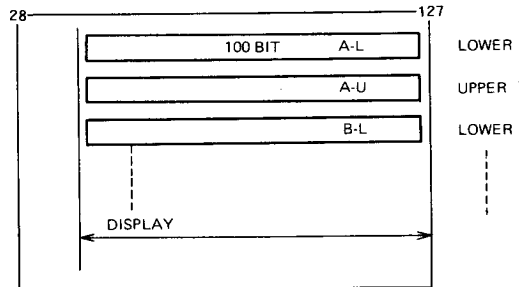 28 127
100 BIT A-L LOWER
A-U UPPER
B-L LOWER
DISPLAY